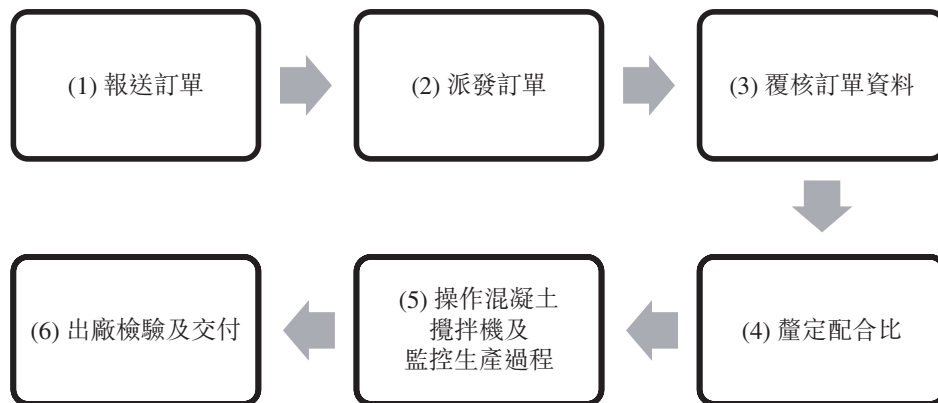 (1) 報送訂單
(2) 派發訂單
(3) 覆核訂單資料
(4) 釐定配合比
(5) 操作混凝土
攪拌機及
監控生產過程
(6) 出廠檢驗及交付